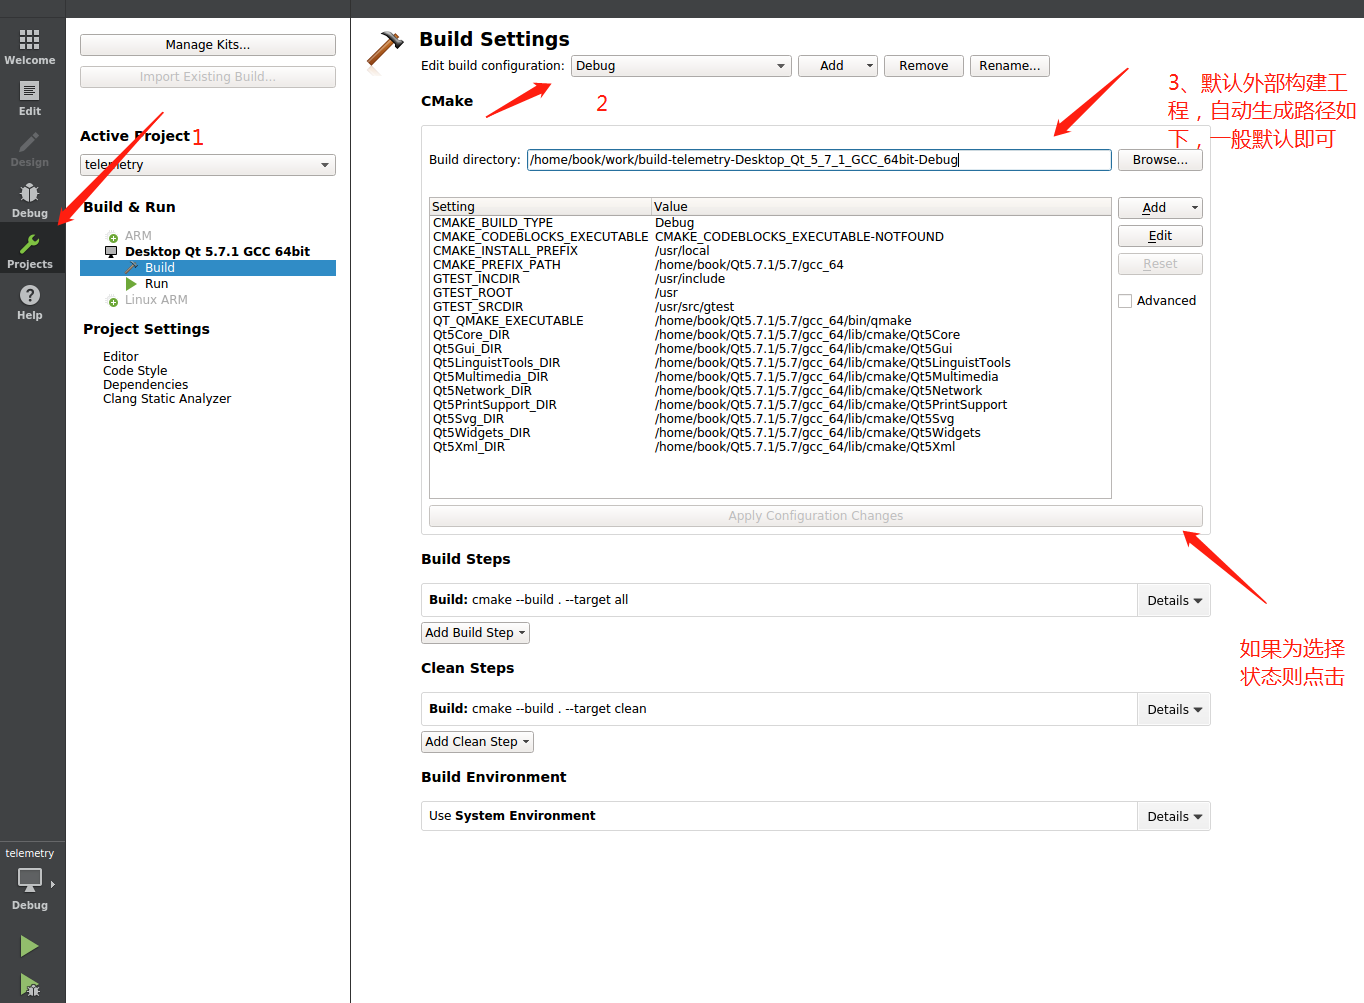 Welcome
Edit
Design
Debug
Projects
Help
telemetry
Debug
Manage Kits...
Import Existing Build...
Active Project
1
telemetry
Build & Run
ARM
Desktop Qt 5.7.1 GCC 64bit
Build
Run
Linux ARM
Project Settings
Editor
Code Style
Dependencies
Clang Static Analyzer
Build Settings
Edit build configuration: Debug Add Remove Rename...
2
CMake
3、默认外部构建工
程，自动生成路径如
下，一般默认即可
Build directory: /home/book/work/build-telemetry-Desktop_Qt_5_7_1_GCC_64bit-Debug Browse...
Setting Value
CMAKE_BUILD_TYPE Debug
CMAKE_CODEBLOCKS_EXECUTABLE CMAKE_CODEBLOCKS_EXECUTABLE-NOTFOUND
CMAKE_INSTALL_PREFIX /usr/local
CMAKE_PREFIX_PATH /home/book/Qt5.7.1/5.7/gcc_64
GTEST_INCDIR /usr/include
GTEST_ROOT /usr
GTEST_SRCDIR /usr/src/gtest
QT_QMAKE_EXECUTABLE /home/book/Qt5.7.1/5.7/gcc_64/bin/qmake
Qt5Core_DIR /home/book/Qt5.7.1/5.7/gcc_64/lib/cmake/Qt5Core
Qt5Gui_DIR /home/book/Qt5.7.1/5.7/gcc_64/lib/cmake/Qt5Gui
Qt5LinguistTools_DIR /home/book/Qt5.7.1/5.7/gcc_64/lib/cmake/Qt5LinguistTools
Qt5Multimedia_DIR /home/book/Qt5.7.1/5.7/gcc_64/lib/cmake/Qt5Multimedia
Qt5Network_DIR /home/book/Qt5.7.1/5.7/gcc_64/lib/cmake/Qt5Network
Qt5PrintSupport_DIR /home/book/Qt5.7.1/5.7/gcc_64/lib/cmake/Qt5PrintSupport
Qt5Svg_DIR /home/book/Qt5.7.1/5.7/gcc_64/lib/cmake/Qt5Svg
Qt5Widgets_DIR /home/book/Qt5.7.1/5.7/gcc_64/lib/cmake/Qt5Widgets
Qt5Xml_DIR /home/book/Qt5.7.1/5.7/gcc_64/lib/cmake/Qt5Xml
Add
Edit
Reset
Advanced
Apply Configuration Changes
Build Steps
Build: cmake --build . --target all Details
Add Build Step
如果为选择
状态则点击
Clean Steps
Build: cmake --build . --target clean Details
Add Clean Step
Build Environment
Use System Environment Details